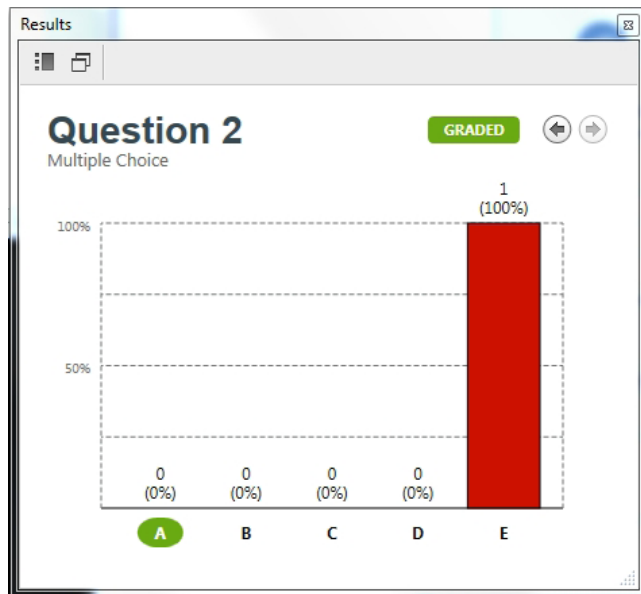 Results
Question 2
GRADED
Multiple Choice
1
(100%)
100%
50%
0 0 0 0
(0%) (0%) (0%) (0%)
A B C D E